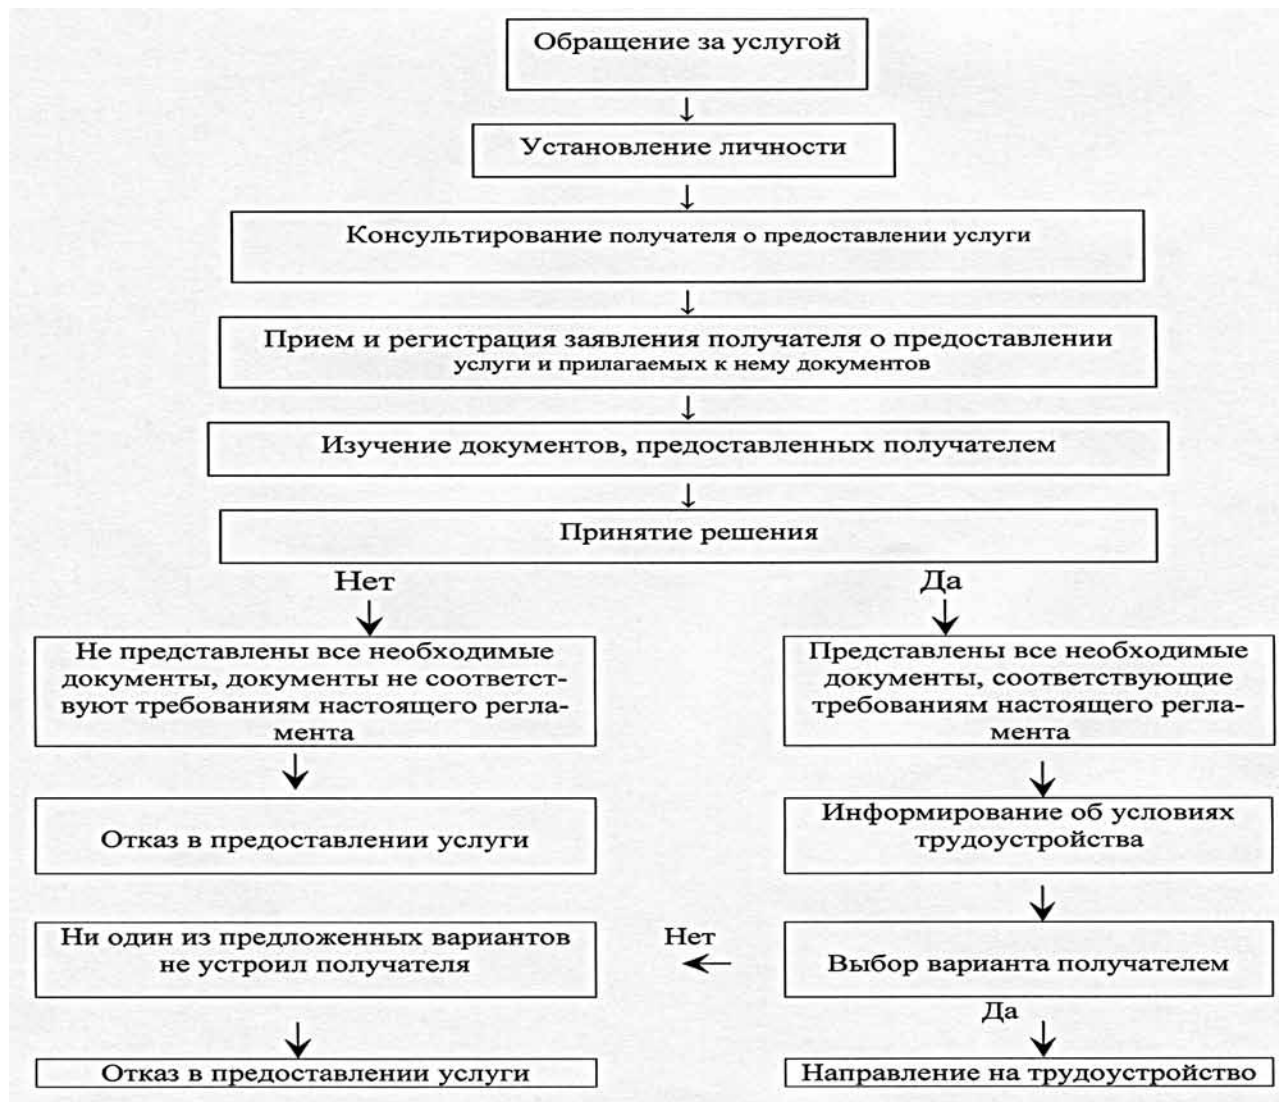 Обращение за услугой
Установление личности
Консультирование получателя о предоставлении услуги
Прием и регистрация заявления получателя о предоставлении
услуги и прилагаемых к нему документов
Изучение документов, предоставленных получателем
Принятие решения
Нет
Да
Не представлены все необходимые
документы, документы не соответст-
вуют требованиям настоящего регла-
мента
Представлены все необходимые
документы, соответствующие
требованиям настоящего регла-
мента
Отказ в предоставлении услуги
Информирование об условиях
трудоустройства
Ни один из предложенных вариантов
не устроил получателя
Нет
Выбор варианта получателем
Да
Отказ в предоставлении услуги
Направление на трудоустройство